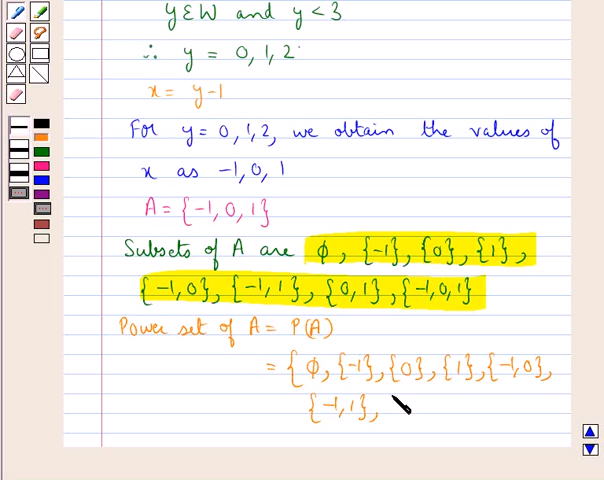 y ∈ W and y < 3
∴ y = 0, 1, 2
x = y-1
For y = 0, 1, 2, we obtain the values of
x as -1, 0, 1
A = {-1, 0, 1}
Subsets of A are ϕ, {-1}, {0}, {1},
{-1, 0}, {-1, 1}, {0, 1}, {-1, 0, 1}
Power set of A = P(A)
= { ϕ, {-1}, {0}, {1}, {-1, 0},
{-1, 1},